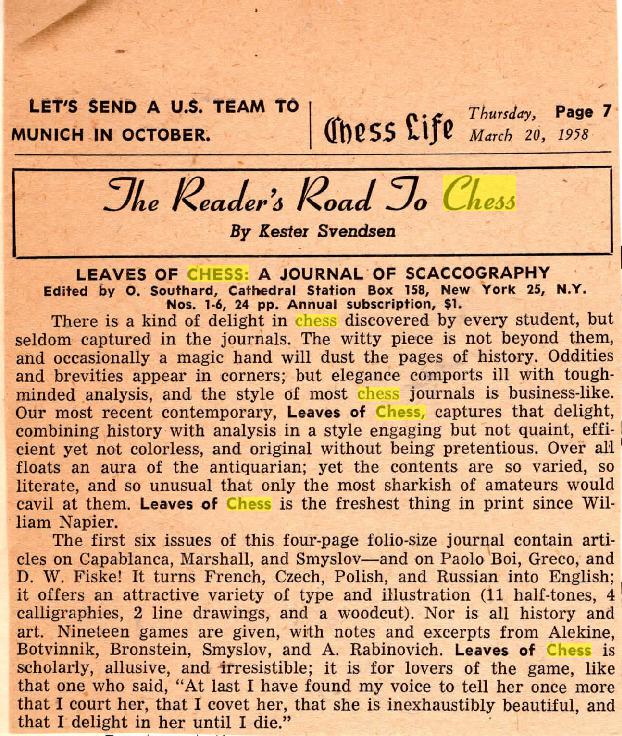 LET'S SEND A U.S. TEAM TO
MUNICH IN OCTOBER.
Chess Life
Thursday, Page 7
March 20, 1958
The Reader's Road To Chess
By Kester Svendsen
LEAVES OF CHESS: A JOURNAL OF SCACCOGRAPHY
Edited by O. Southard, Cathedral Station Box 158, New York 25, N.Y.
Nos. 1-6, 24 pp. Annual subscription, $1.
There is a kind of delight in chess discovered by every student, but
seldom captured in the journals. The witty piece is not beyond them,
and occasionally a magic hand will dust the pages of history. Oddities
and brevities appear in corners; but elegance comports ill with tough-
minded analysis, and the style of most chess journals is business-like.
Our most recent contemporary, Leaves of Chess, captures that delight,
combining history with analysis in a style engaging but not quaint, effi-
cient yet not colorless, and original without being pretentious. Over all
floats an aura of the antiquarian; yet the contents are so varied, so
literate, and so unusual that only the most sharkish of amateurs would
cavil at them. Leaves of Chess is the freshest thing in print since Wil-
liam Napier.
The first six issues of this four-page folio-size journal contain arti-
cles on Capablanca, Marshall, and Smyslov—and on Paolo Boi, Greco, and
D. W. Fiske! It turns French, Czech, Polish, and Russian into English;
it offers an attractive variety of type and illustration (11 half-tones, 4
calligraphies, 2 line drawings, and a woodcut). Nor is all history and
art. Nineteen games are given, with notes and excerpts from Alekine,
Botvinnik, Bronstein, Smyslov, and A. Rabinovich. Leaves of Chess is
scholarly, allusive, and irresistible; it is for lovers of the game, like
that one who said, "At last I have found my voice to tell her once more
that I court her, that I covet her, that she is inexhaustibly beautiful, and
that I delight in her until I die."